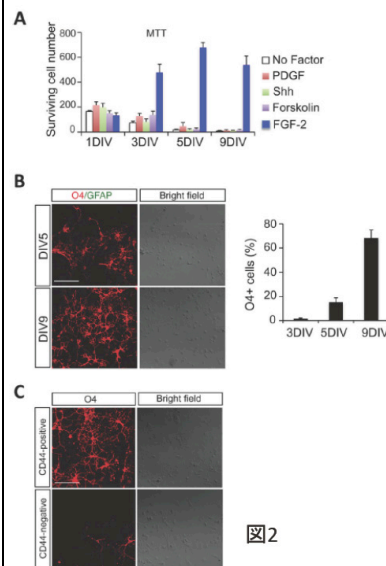 A
MTT
Surviving cell number
800
600
400
200
0
1DIV 3DIV 5DIV 9DIV
No Factor
PDGF
Shh
Forskolin
FGF-2
B
O4/GFAP Bright field
DIV5
DIV9
O4+ cells (%)
80
60
40
20
0
3DIV 5DIV 9DIV
C
O4 Bright field
CD44-positive
CD44-negative
図2